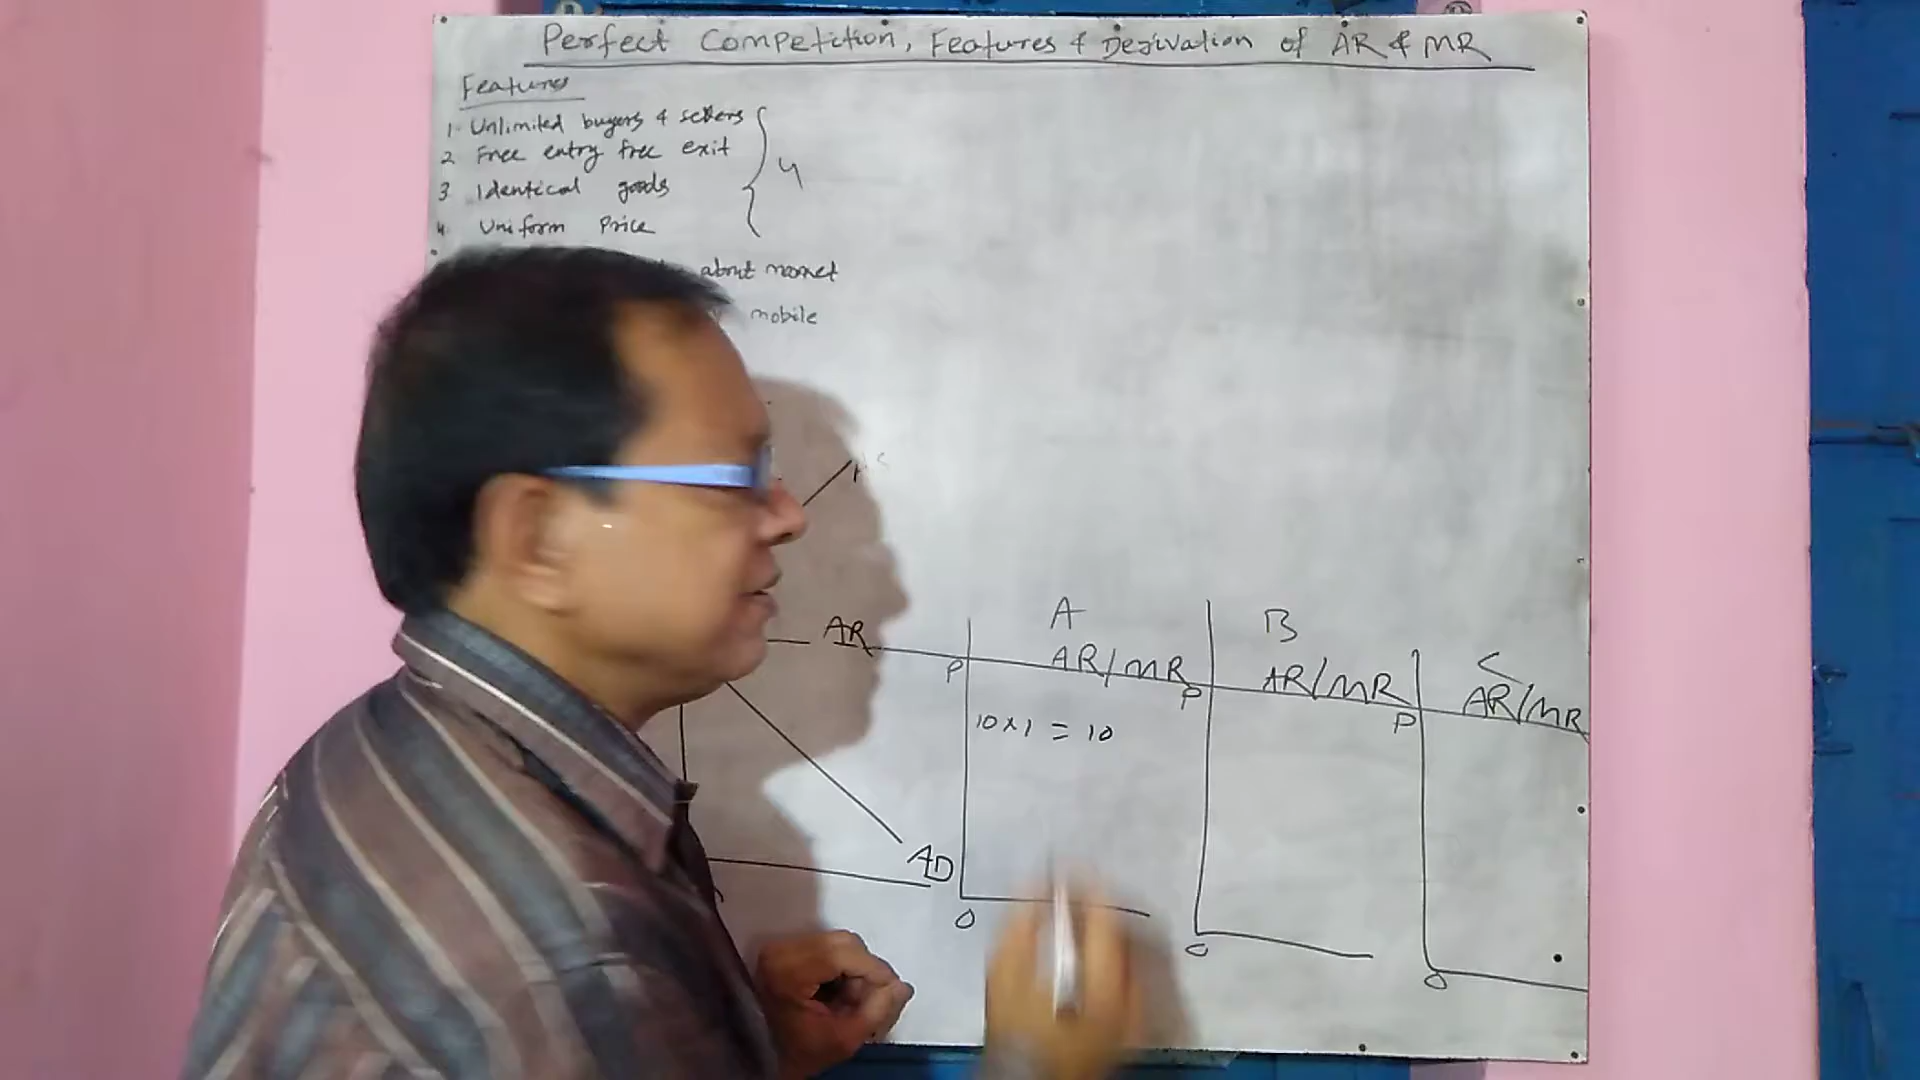 Perfect Competition, Features & Derivation of AR & MR
Features
1. Unlimited buyers & sellers
2 Free entry free exit
3 Identical goods
4. Uniform Price
4
about
mobile
AR
AD
A
P AR/MR
10 x 1 = 10
O
B
P AR/MR
O
C
P AR/MR
O